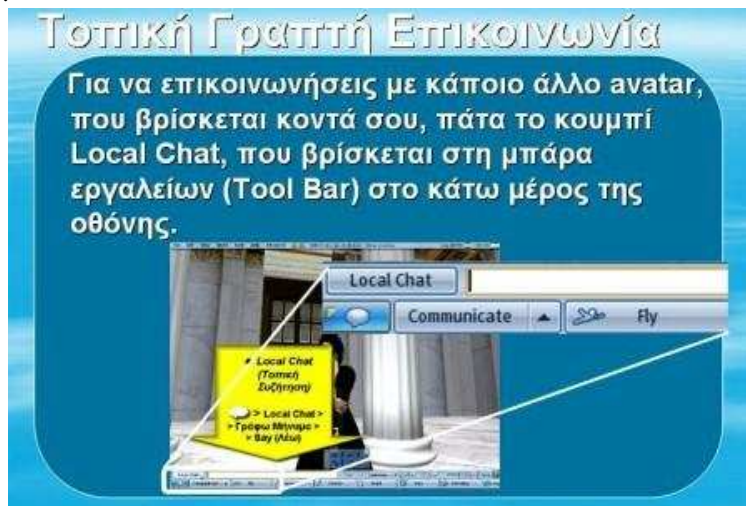 Τοπική Γραπτή Επικοινωνία
Για να επικοινωνήσεις με κάποιο άλλο avatar,
που βρίσκεται κοντά σου, πάτα το κουμπί
Local Chat, που βρίσκεται στη μπάρα
εργαλείων (Tool Bar) στο κάτω μέρος της
οθόνης.
Local Chat
Communicate
Fly
Local Chat
(Τοπική
Συζήτηση)
> Local Chat >
> Γράφω Μήνυμα >
> Say (Λέω)